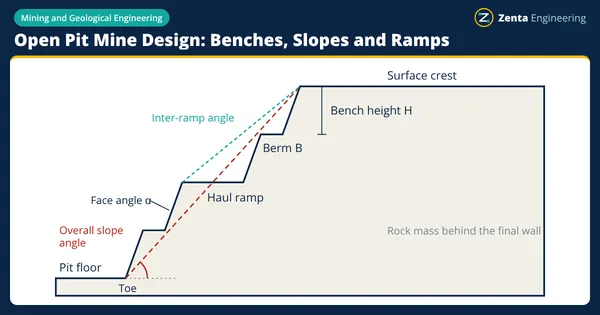 Mining and Geological Engineering
Zenta Engineering
Open Pit Mine Design: Benches, Slopes and Ramps
Surface crest
Inter-ramp angle
Bench height H
Berm B
Face angle α
Haul ramp
Overall slope
angle
Rock mass behind the final wall
Pit floor
Toe